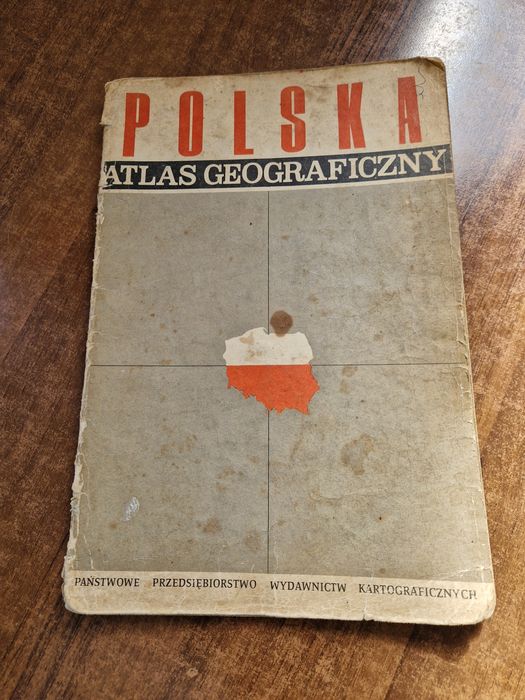 POLSKA
ATLAS GEOGRAFICZNY
PAŃSTWOWE PRZEDSIĘBIORSTWO WYDAWNICTW KARTOGRAFICZNYCH